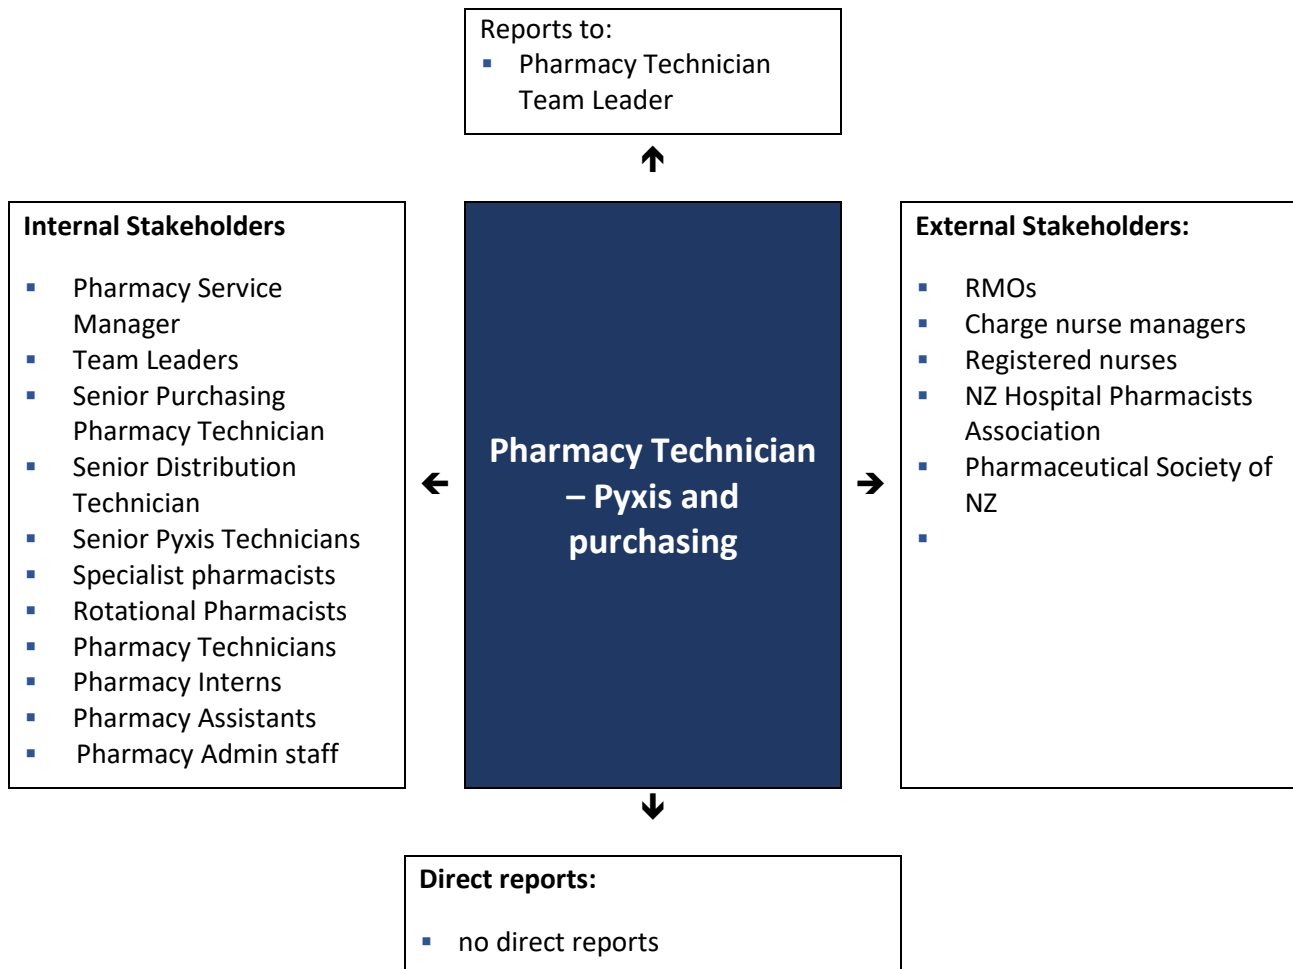 Reports to:
▪ Pharmacy Technician
Team Leader
Internal Stakeholders
▪ Pharmacy Service
Manager
▪ Team Leaders
▪ Senior Purchasing
Pharmacy Technician
▪ Senior Distribution
Technician
▪ Senior Pyxis Technicians
▪ Specialist pharmacists
▪ Rotational Pharmacists
▪ Pharmacy Technicians
▪ Pharmacy Interns
▪ Pharmacy Assistants
▪ Pharmacy Admin staff
Pharmacy Technician
– Pyxis and
purchasing
External Stakeholders:
▪ RMOs
▪ Charge nurse managers
▪ Registered nurses
▪ NZ Hospital Pharmacists
Association
▪ Pharmaceutical Society of
NZ
▪
Direct reports:
▪ no direct reports